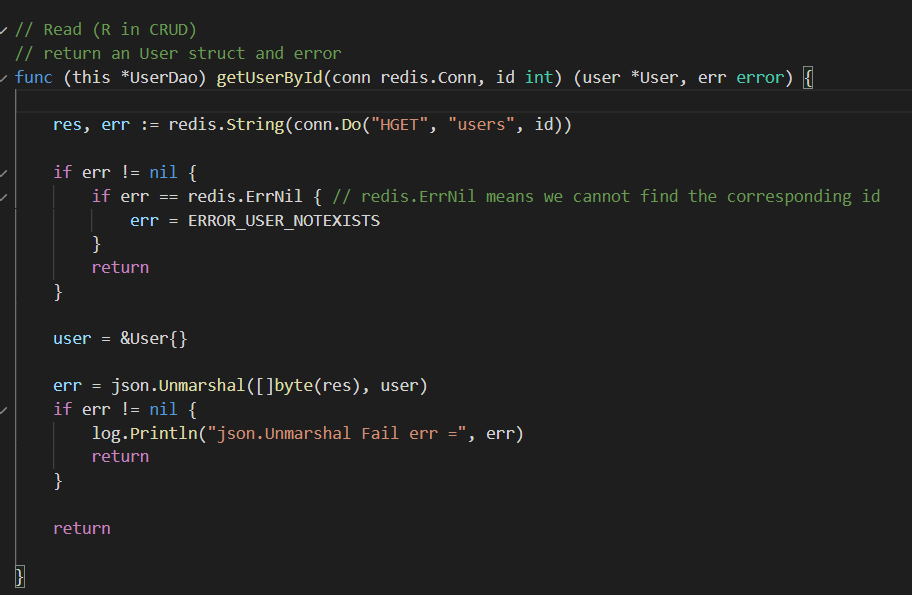 // Read (R in CRUD)
// return an User struct and error
func (this *UserDao) getUserById(conn redis.Conn, id int) (user *User, err error) {
res, err := redis.String(conn.Do("HGET", "users", id))
if err != nil {
if err == redis.ErrNil { // redis.ErrNil means we cannot find the corresponding id
err = ERROR_USER_NOTEXISTS
}
return
}
user = &User{}
err = json.Unmarshal([]byte(res), user)
if err != nil {
log.Println("json.Unmarshal Fail err =", err)
return
}
return
}